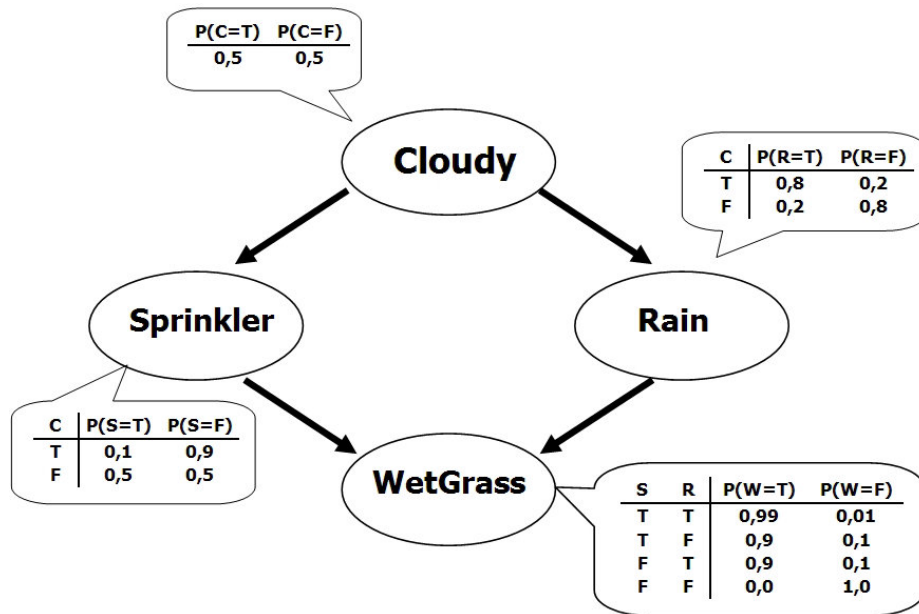 P(C=T) P(C=F)
0,5 0,5
Cloudy
C P(R=T) P(R=F)
T 0,8 0,2
F 0,2 0,8
Sprinkler
Rain
C P(S=T) P(S=F)
T 0,1 0,9
F 0,5 0,5
WetGrass
S R P(W=T) P(W=F)
T T 0,99 0,01
T F 0,9 0,1
F T 0,9 0,1
F F 0,0 1,0